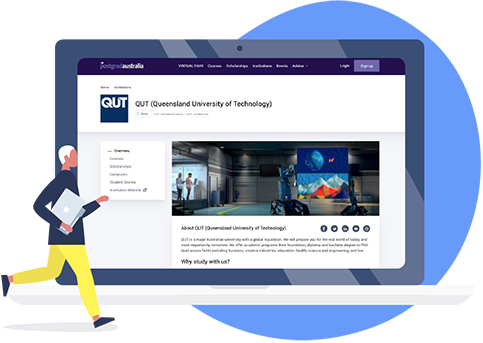 postgradaustralia
VIRTUAL FAIR Courses Scholarships Institutions Events Advice Login Sign up
Home Institutions
QUT
QUT (Queensland University of Technology)
Save
Overview
Courses
Scholarships
Campuses
Student Stories
Institution Website
About QUT (Queensland University of Technology)
QUT is a major Australian university with a global reputation. We will prepare you for the real world of today and,
more importantly, tomorrow. We offer academic programs from foundation, diploma and bachelor degree to PhD
level across fields including business, creative industries, education, health science and engineering, and law.
Why study with us?